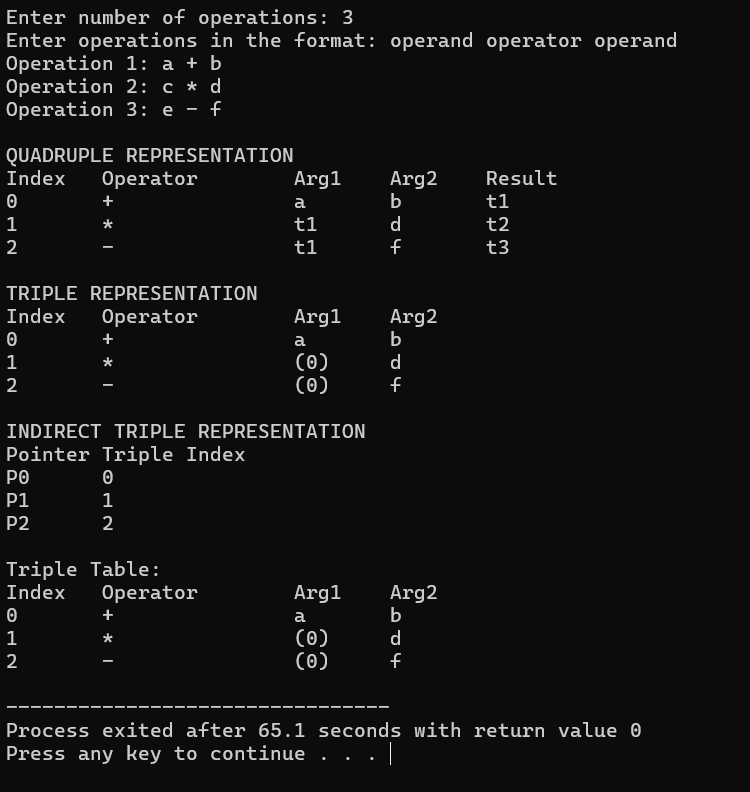 Enter number of operations: 3
Enter operations in the format: operand operator operand
Operation 1: a + b
Operation 2: c * d
Operation 3: e - f
QUADRUPLE REPRESENTATION
Index Operator Arg1 Arg2 Result
0 + a b t1
1 * t1 d t2
2 - t1 f t3
TRIPLE REPRESENTATION
Index Operator Arg1 Arg2
0 + a b
1 * (0) d
2 - (0) f
INDIRECT TRIPLE REPRESENTATION
Pointer Triple Index
P0 0
P1 1
P2 2
Triple Table:
Index Operator Arg1 Arg2
0 + a b
1 * (0) d
2 - (0) f
--------------------------------
Process exited after 65.1 seconds with return value 0
Press any key to continue . . .